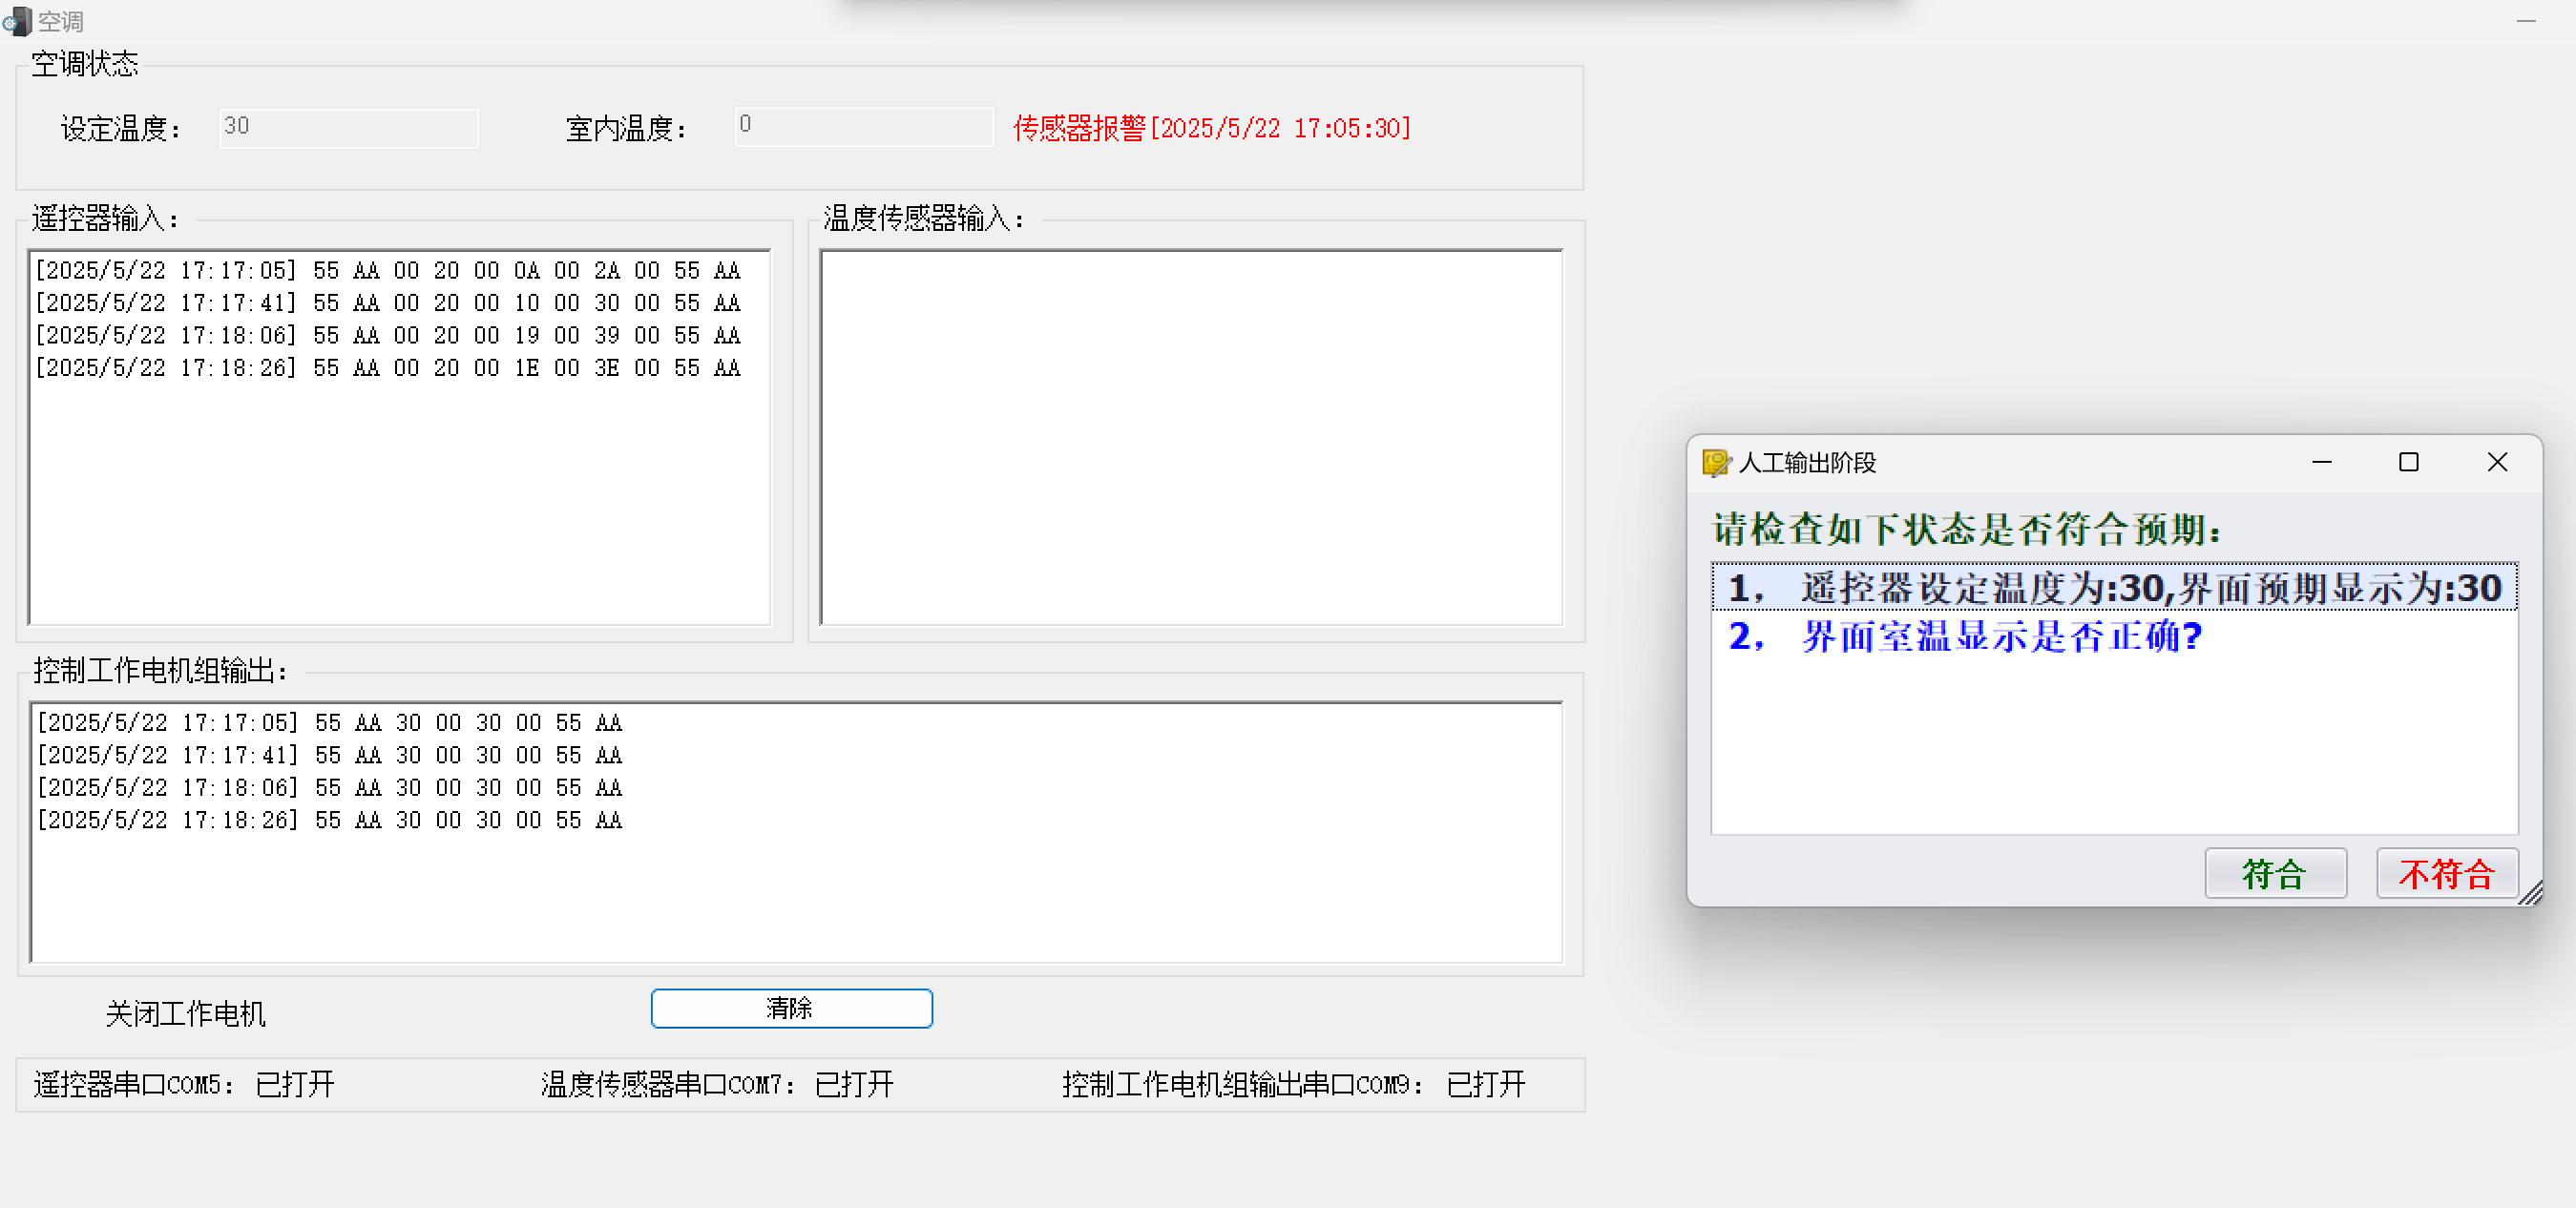 空调
空调状态
设定温度： 30 室内温度： 0 传感器报警[2025/5/22 17:05:30]
遥控器输入：
[2025/5/22 17:17:05] 55 AA 00 20 00 0A 00 2A 00 55 AA
[2025/5/22 17:17:41] 55 AA 00 20 00 10 00 30 00 55 AA
[2025/5/22 17:18:06] 55 AA 00 20 00 19 00 39 00 55 AA
[2025/5/22 17:18:26] 55 AA 00 20 00 1E 00 3E 00 55 AA
温度传感器输入：
控制工作电机组输出：
[2025/5/22 17:17:05] 55 AA 30 00 30 00 55 AA
[2025/5/22 17:17:41] 55 AA 30 00 30 00 55 AA
[2025/5/22 17:18:06] 55 AA 30 00 30 00 55 AA
[2025/5/22 17:18:26] 55 AA 30 00 30 00 55 AA
关闭工作电机 清除
遥控器串口COM5： 已打开 温度传感器串口COM7： 已打开 控制工作电机组输出串口COM9： 已打开
人工输出阶段
请检查如下状态是否符合预期：
1， 遥控器设定温度为:30,界面预期显示为:30
2， 界面室温显示是否正确?
符合 不符合